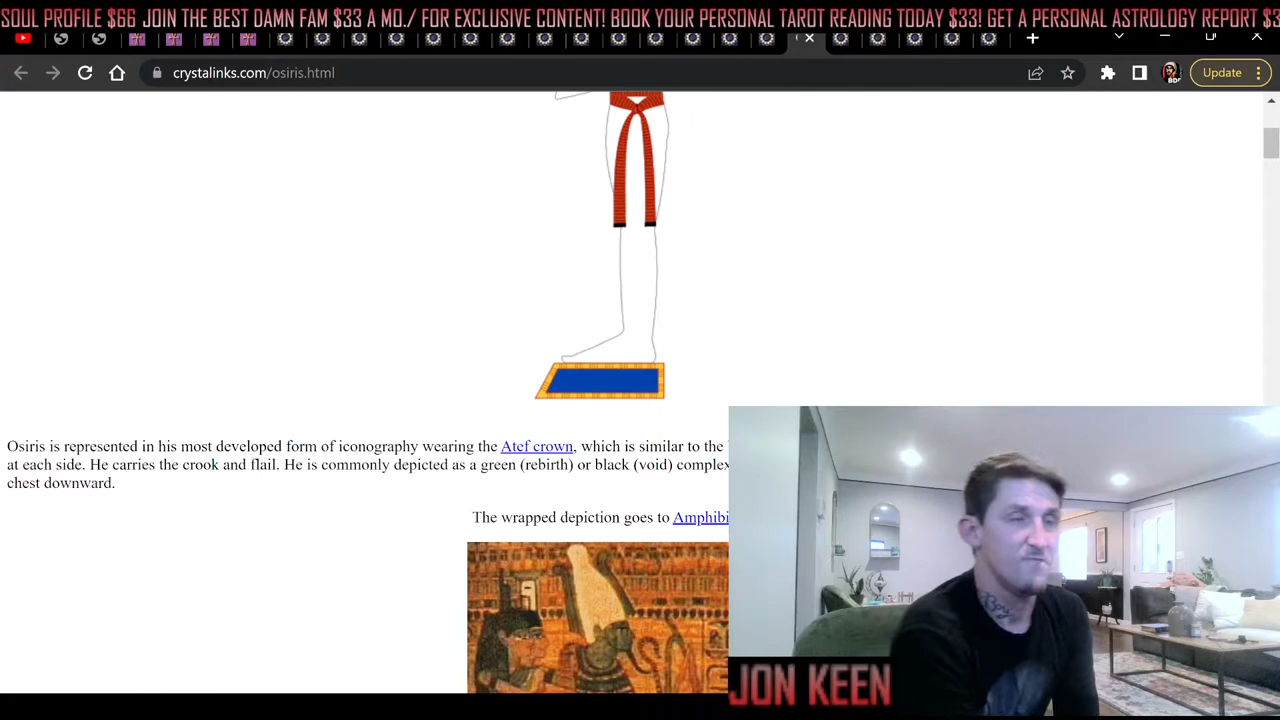 SOUL PROFILE $66 JOIN THE BEST DAMN FAM $33 A MO./ FOR EXCLUSIVE CONTENT! BOOK YOUR PERSONAL TAROT READING TODAY $33! GET A PERSONAL ASTROLOGY REPORT $3
crystalinks.com/osiris.html
Update
Osiris is represented in his most developed form of iconography wearing the Atef crown, which is similar to the
at each side. He carries the crook and flail. He is commonly depicted as a green (rebirth) or black (void) complex
chest downward.
The wrapped depiction goes to Amphibi
JON KEEN